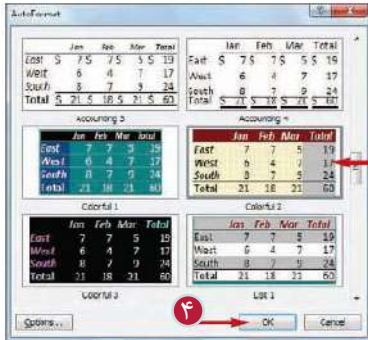 AutoFormat
Jan Feb Mar Total
East $ 7 $ 7 $ 5 $ 19
West 6 4 7 17
South 8 7 9 24
Total $ 21 $ 18 $ 21 $ 60
Accounting 3
Jan Feb Mar Total
East $ 7 $ 7 $ 5 $ 19
West 6 4 7 17
South 8 7 9 24
Total $ 21 $ 18 $ 21 $ 60
Accounting 4
Jan Feb Mar Total
East 7 7 5 19
West 6 4 7 17
South 8 7 9 24
Total 21 18 21 60
Colorful 1
Jan Feb Mar Total
East 7 7 5 19
West 6 4 7 17
South 8 7 9 24
Total 21 18 21 60
Colorful 2
Jan Feb Mar Total
East 7 7 5 19
West 6 4 7 17
South 8 7 9 24
Total 21 18 21 60
Colorful 3
Jan Feb Mar Total
East 7 7 5 19
West 6 4 7 17
South 8 7 9 24
Total 21 18 21 60
List 1
۴
Options... OK Cancel